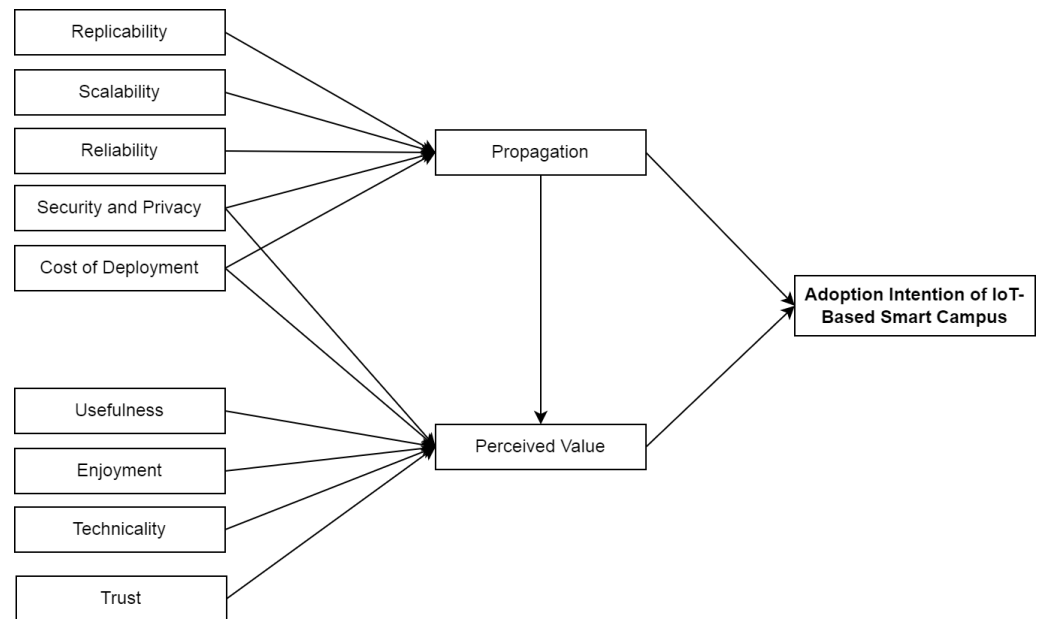 Replicability
Scalability
Reliability
Security and Privacy
Cost of Deployment
Usefulness
Enjoyment
Technicality
Trust
Propagation
Perceived Value
Adoption Intention of IoT-
Based Smart Campus